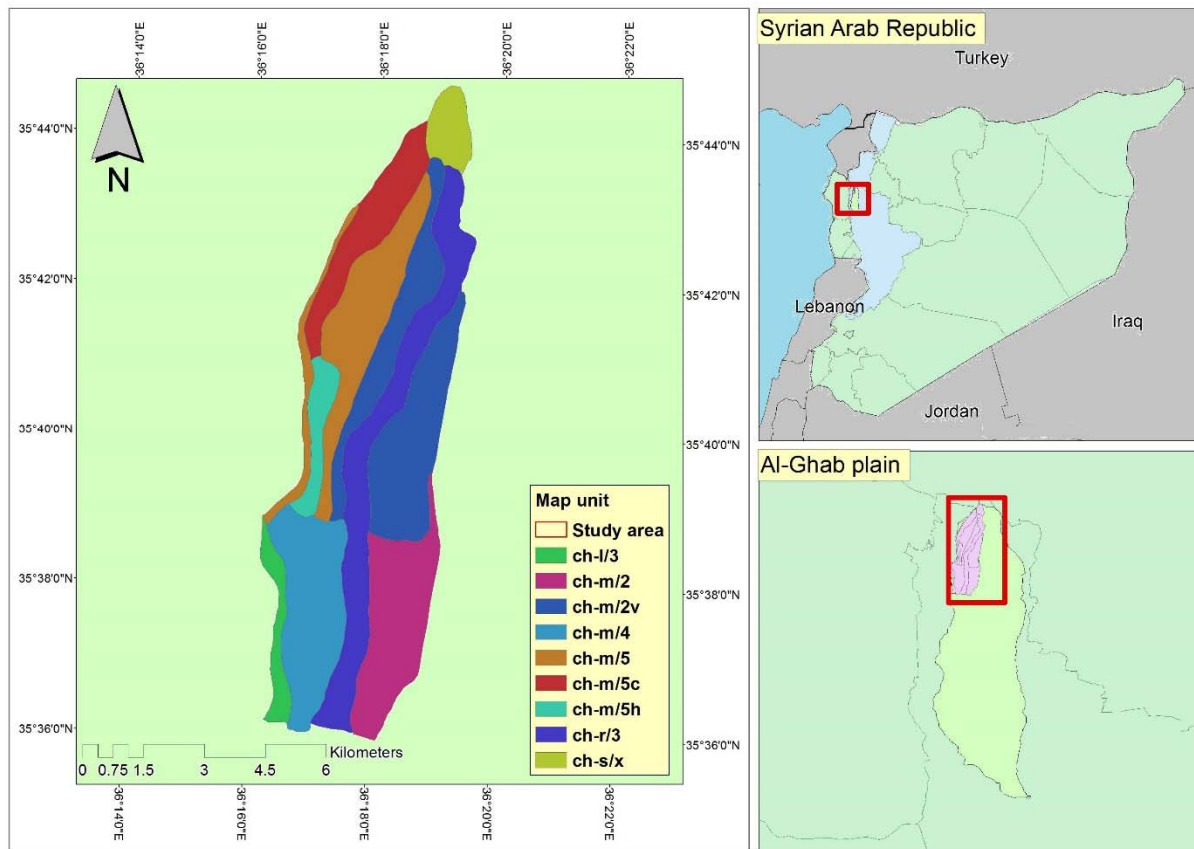 36°14'0"E
36°16'0"E
36°18'0"E
36°20'0"E
36°22'0"E
35°44'0"N
35°42'0"N
35°40'0"N
35°38'0"N
35°36'0"N
N
35°44'0"N
35°42'0"N
35°40'0"N
35°38'0"N
35°36'0"N
Map unit
Study area
ch-l/3
ch-m/2
ch-m/2v
ch-m/4
ch-m/5
ch-m/5c
ch-m/5h
ch-r/3
ch-s/x
Kilometers
0 0.75 1.5 3 4.5 6
36°14'0"E
36°16'0"E
36°18'0"E
36°20'0"E
36°22'0"E
Syrian Arab Republic
Turkey
Lebanon
Iraq
Jordan
Al-Ghab plain